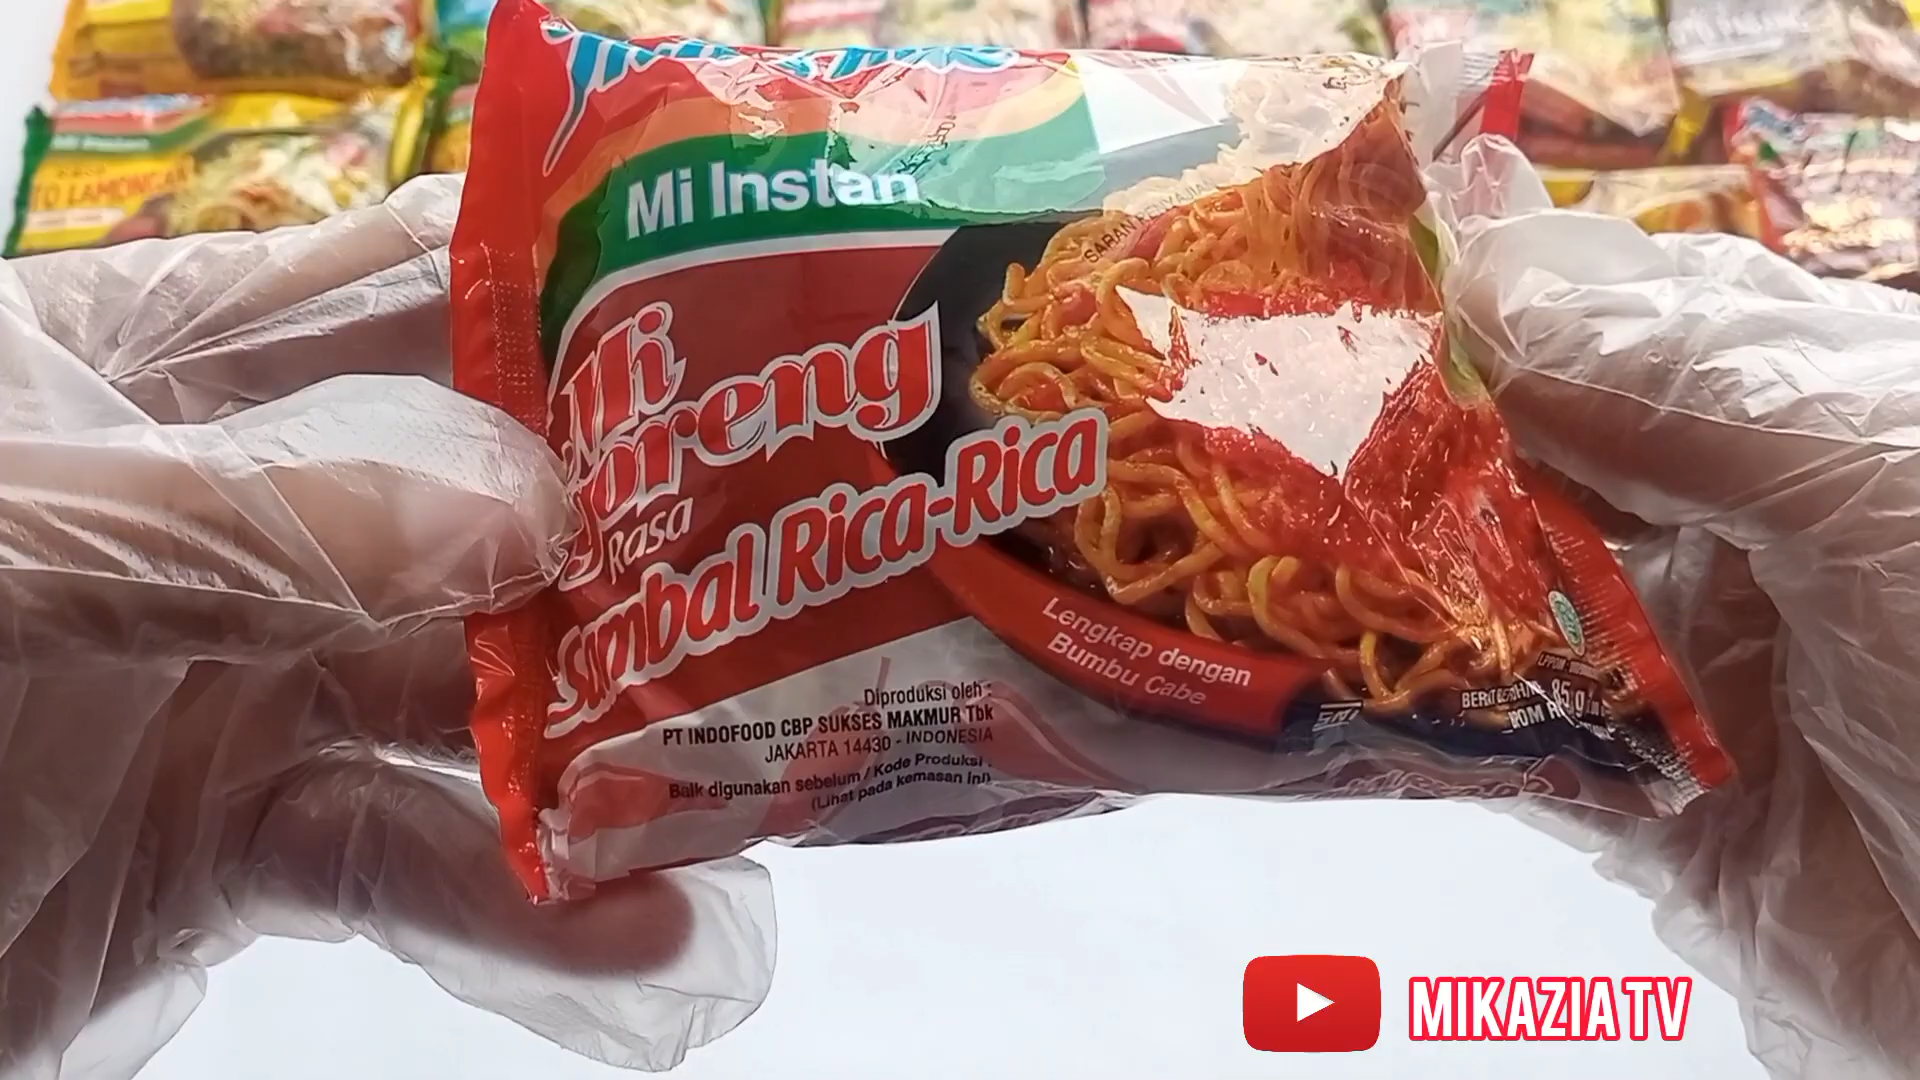 Mi Instan
Mi
goreng
Rasa
Sambal Rica-Rica
SARAN PENYAJIAN
Lengkap dengan
Bumbu Cabe
Diproduksi oleh :
PT INDOFOOD CBP SUKSES MAKMUR Tbk
JAKARTA 14430 - INDONESIA
Baik digunakan sebelum / Kode Produksi :
(Lihat pada kemasan ini)
SNI
85 g
MIKAZIA TV